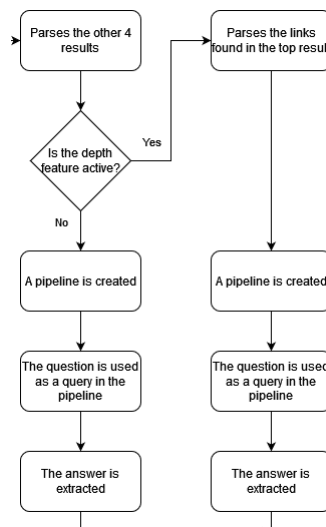 Parses the other 4
results
Parses the links
found in the top result
Is the depth
feature active?
Yes
No
A pipeline is created
A pipeline is created
The question is used
as a query in the
pipeline
The question is used
as a query in the
pipeline
The answer is
extracted
The answer is
extracted